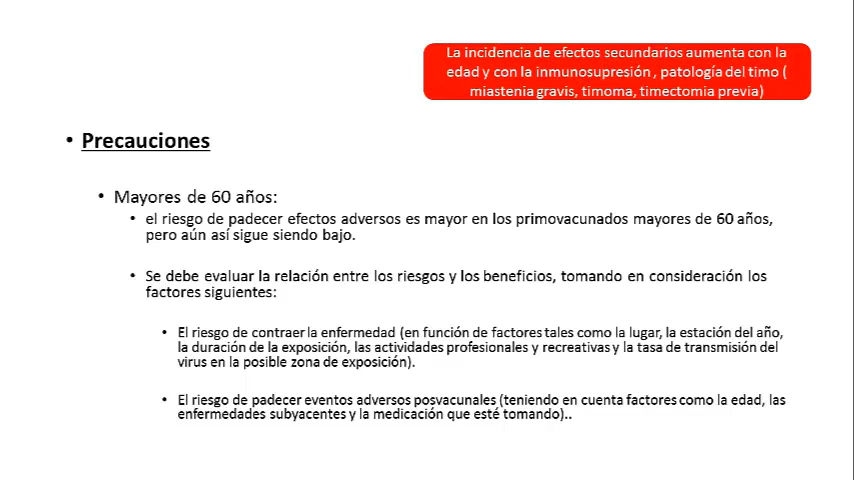 La incidencia de efectos secundarios aumenta con la
edad y con la inmunosupresión , patología del timo (
miastenia gravis, timoma, timectomia previa)
• Precauciones
• Mayores de 60 años:
• el riesgo de padecer efectos adversos es mayor en los primovacunados mayores de 60 años,
pero aún así sigue siendo bajo.
• Se debe evaluar la relación entre los riesgos y los beneficios, tomando en consideración los
factores siguientes:
• El riesgo de contraer la enfermedad (en función de factores tales como la lugar, la estación del año,
la duración de la exposición, las actividades profesionales y recreativas y la tasa de transmisión del
virus en la posible zona de exposición).
• El riesgo de padecer eventos adversos posvacunales (teniendo en cuenta factores como la edad, las
enfermedades subyacentes y la medicación que esté tomando)..